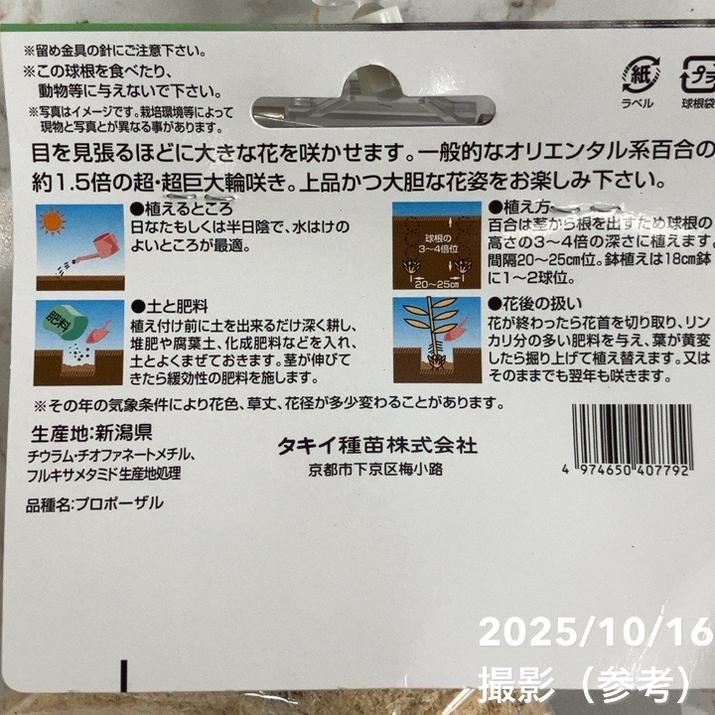 ※留め金具の針にご注意下さい。
※この球根を食べたり、
動物等に与えないで下さい。
※写真はイメージです。栽培環境等によって
現物と写真とが異なる事があります。
紙
ラベル
プラ
球根袋
目を見張るほどに大きな花を咲かせます。一般的なオリエンタル系百合の
約1.5倍の超・超巨大輪咲き。上品かつ大胆な花姿をお楽しみ下さい。
●植えるところ
日なたもしくは半日陰で、水はけの
よいところが最適。
球根の
3〜4倍位
20〜25cm
●植え方
百合は茎から根を出すため球根の
高さの3〜4倍の深さに植えます。
間隔20〜25cm位。鉢植えは18cm鉢
に1〜2球位。
肥料
●土と肥料
植え付け前に土を出来るだけ深く耕し、
堆肥や腐葉土、化成肥料などを入れ、
土とよくまぜておきます。茎が伸びて
きたら緩効性の肥料を施します。
●花後の扱い
花が終わったら花首を切り取り、リン
カリ分の多い肥料を与え、葉が黄変
したら掘り上げて植え替えます。又は
そのままでも翌年も咲きます。
※その年の気象条件により花色、草丈、花径が多少変わることがあります。
生産地:新潟県
チウラム・チオファネートメチル、
フルキサメタミド生産地処理
品種名:プロポーザル
タキイ種苗株式会社
京都市下京区梅小路
4 974650 407792
2025/10/16
撮影（参考）